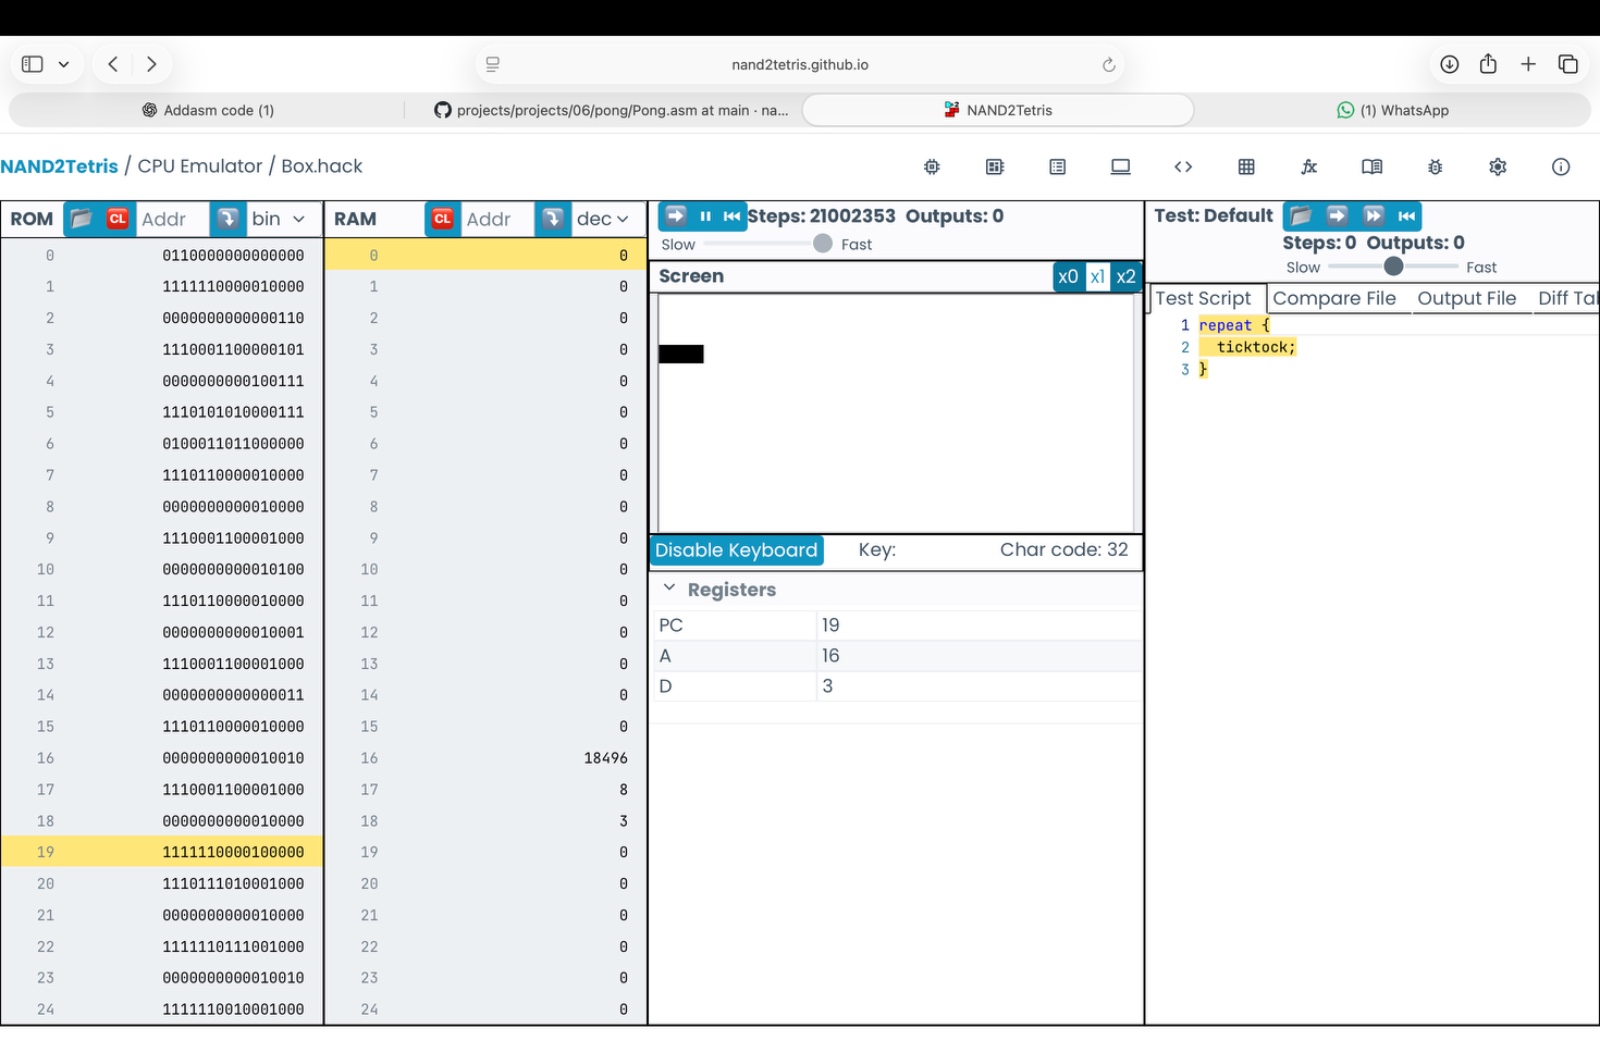 nand2tetris.github.io
Addasm code (1)
projects/projects/06/pong/Pong.asm at main · na...
NAND2Tetris
(1) WhatsApp
NAND2Tetris / CPU Emulator / Box.hack
ROM CL Addr bin
0 0110000000000000
1 1111110000010000
2 0000000000000110
3 1110001100000101
4 0000000000100111
5 1110101010000111
6 0100011011000000
7 1110110000010000
8 0000000000010000
9 1110001100001000
10 0000000000010100
11 1110110000010000
12 0000000000010001
13 1110001100001000
14 0000000000000011
15 1110110000010000
16 0000000000010010
17 1110001100001000
18 0000000000010000
19 1111110000100000
20 1110111010001000
21 0000000000010000
22 1111110111001000
23 0000000000010010
24 1111110010001000
RAM CL Addr dec
0 0
1 0
2 0
3 0
4 0
5 0
6 0
7 0
8 0
9 0
10 0
11 0
12 0
13 0
14 0
15 0
16 18496
17 8
18 3
19 0
20 0
21 0
22 0
23 0
24 0
Steps: 21002353 Outputs: 0
Slow Fast
Screen x0 x1 x2
Disable Keyboard Key: Char code: 32
Registers
PC 19
A 16
D 3
Test: Default
Steps: 0 Outputs: 0
Slow Fast
Test Script Compare File Output File Diff Ta
1 repeat {
2 ticktock;
3 }